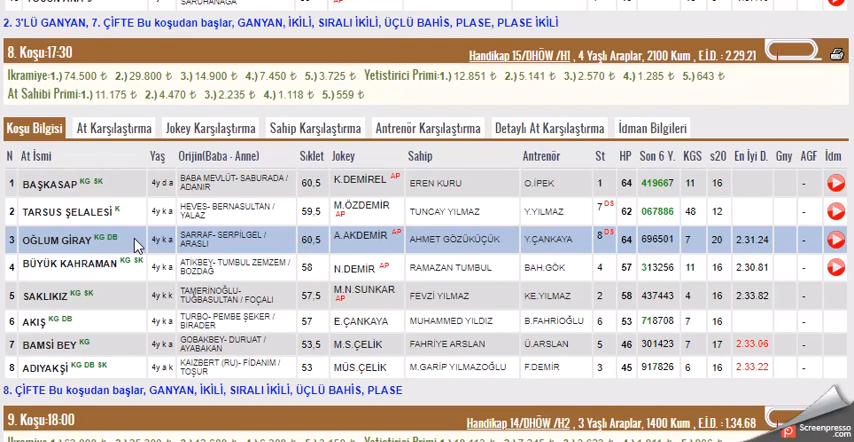 SARUHANAĞA
2. 3'LÜ GANYAN, 7. ÇİFTE Bu koşudan başlar, GANYAN, İKİLİ, SIRALI İKİLİ, ÜÇLÜ BAHİS, PLASE, PLASE İKİLİ
8. Koşu:17:30 Handikap 15/DHÖW /H1 , 4 Yaşlı Araplar, 2100 Kum , E.İ.D. : 2.29.21
Ikramiye:1.) 74.500 ₺ 2.) 29.800 ₺ 3.) 14.900 ₺ 4.) 7.450 ₺ 5.) 3.725 ₺ Yetistirici Primi:1.) 12.851 ₺ 2.) 5.141 ₺ 3.) 2.570 ₺ 4.) 1.285 ₺ 5.) 643 ₺
At Sahibi Primi:1.) 11.175 ₺ 2.) 4.470 ₺ 3.) 2.235 ₺ 4.) 1.118 ₺ 5.) 559 ₺
Koşu Bilgisi At Karşılaştırma Jokey Karşılaştırma Sahip Karşılaştırma Antrenör Karşılaştırma Detaylı At Karşılaştırma İdman Bilgileri
N At İsmi Yaş Orijin(Baba - Anne) Sıklet Jokey Sahip Antrenör St HP Son 6 Y. KGS s20 En İyi D. Gny AGF İdm
1 BAŞKASAP KG SK 4y d a BABA MEVLÜT- SABURADA / ADANIR 60,5 K.DEMİREL AP EREN KURU O.İPEK 1 64 419667 11 16 -
2 TARSUS ŞELALESİ K 4y k a HEVES- BERNASULTAN / YALAZ 59,5 M.ÖZDEMİR AP TUNCAY YILMAZ Y.YILMAZ 7 DS 62 067886 48 12 -
3 OĞLUM GİRAY KG DB 4y k a SARRAF- SERPİLGEL / ARASLI 60,5 A.AKDEMİR AP AHMET GÖZÜKÜÇÜK Y.ÇANKAYA 8 DS 64 696501 7 20 2.31.24 -
4 BÜYÜK KAHRAMAN KG SK 4y k a ATİKBEY- TUMBUL ZEMZEM / BOZDAĞ 58 N.DEMİR AP RAMAZAN TUMBUL BAH.GÖK 4 57 313256 11 16 2.30.81 -
5 SAKLIKIZ KG SK 4y k k TAMERİNOĞLU- TUĞBASULTAN / FOÇALI 57,5 M.N.SUNKAR AP FEVZİ YILMAZ KE.YILMAZ 2 58 437443 4 16 2.33.82 -
6 AKIŞ KG DB 4y k a TURBO- PEMBE ŞEKER / BIRADER 57 E.ÇANKAYA MUHAMMED YILDIZ B.FAHRİOĞLU 6 53 718708 7 16 -
7 BAMSİ BEY KG 4y k a GOBAKBEY- DURUAT / AYABAKAN 53,5 M.S.ÇELİK FAHRİYE ARSLAN Ü.ARSLAN 5 46 301423 7 17 2.33.06 -
8 ADIYAKŞİ KG DB SK 4y a k KAIZBERT (RU)- FİDANIM / TOŞUR 53 MÜS.ÇELİK M.GARİP YILMAZOĞLU F.DEMİR 3 45 917826 6 16 2.33.22 -
8. ÇİFTE Bu koşudan başlar, GANYAN, İKİLİ, SIRALI İKİLİ, ÜÇLÜ BAHİS, PLASE
9. Koşu:18:00 Handikap 14/DHÖW /H2 , 3 Yaşlı Araplar, 1400 Kum , E.İ.D. : 1.34.68
Screenpresso
.com